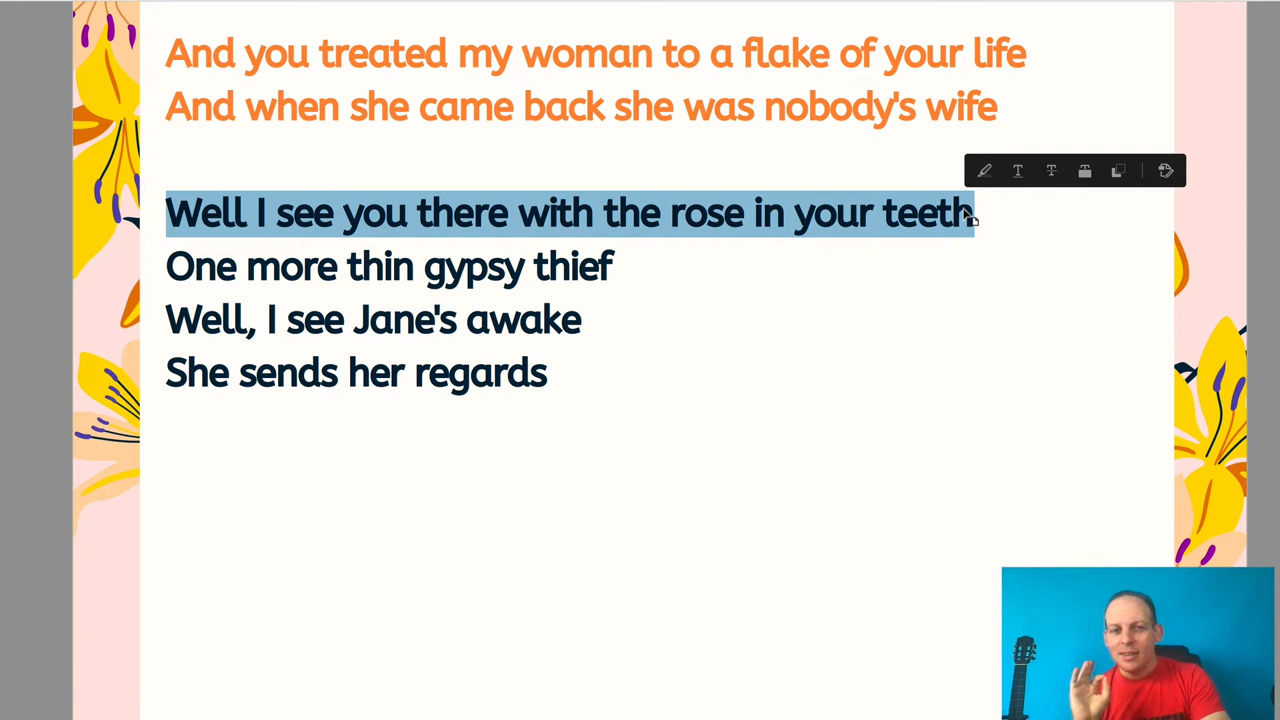 And you treated my woman to a flake of your life
And when she came back she was nobody's wife
Well I see you there with the rose in your teeth
One more thin gypsy thief
Well, I see Jane's awake
She sends her regards